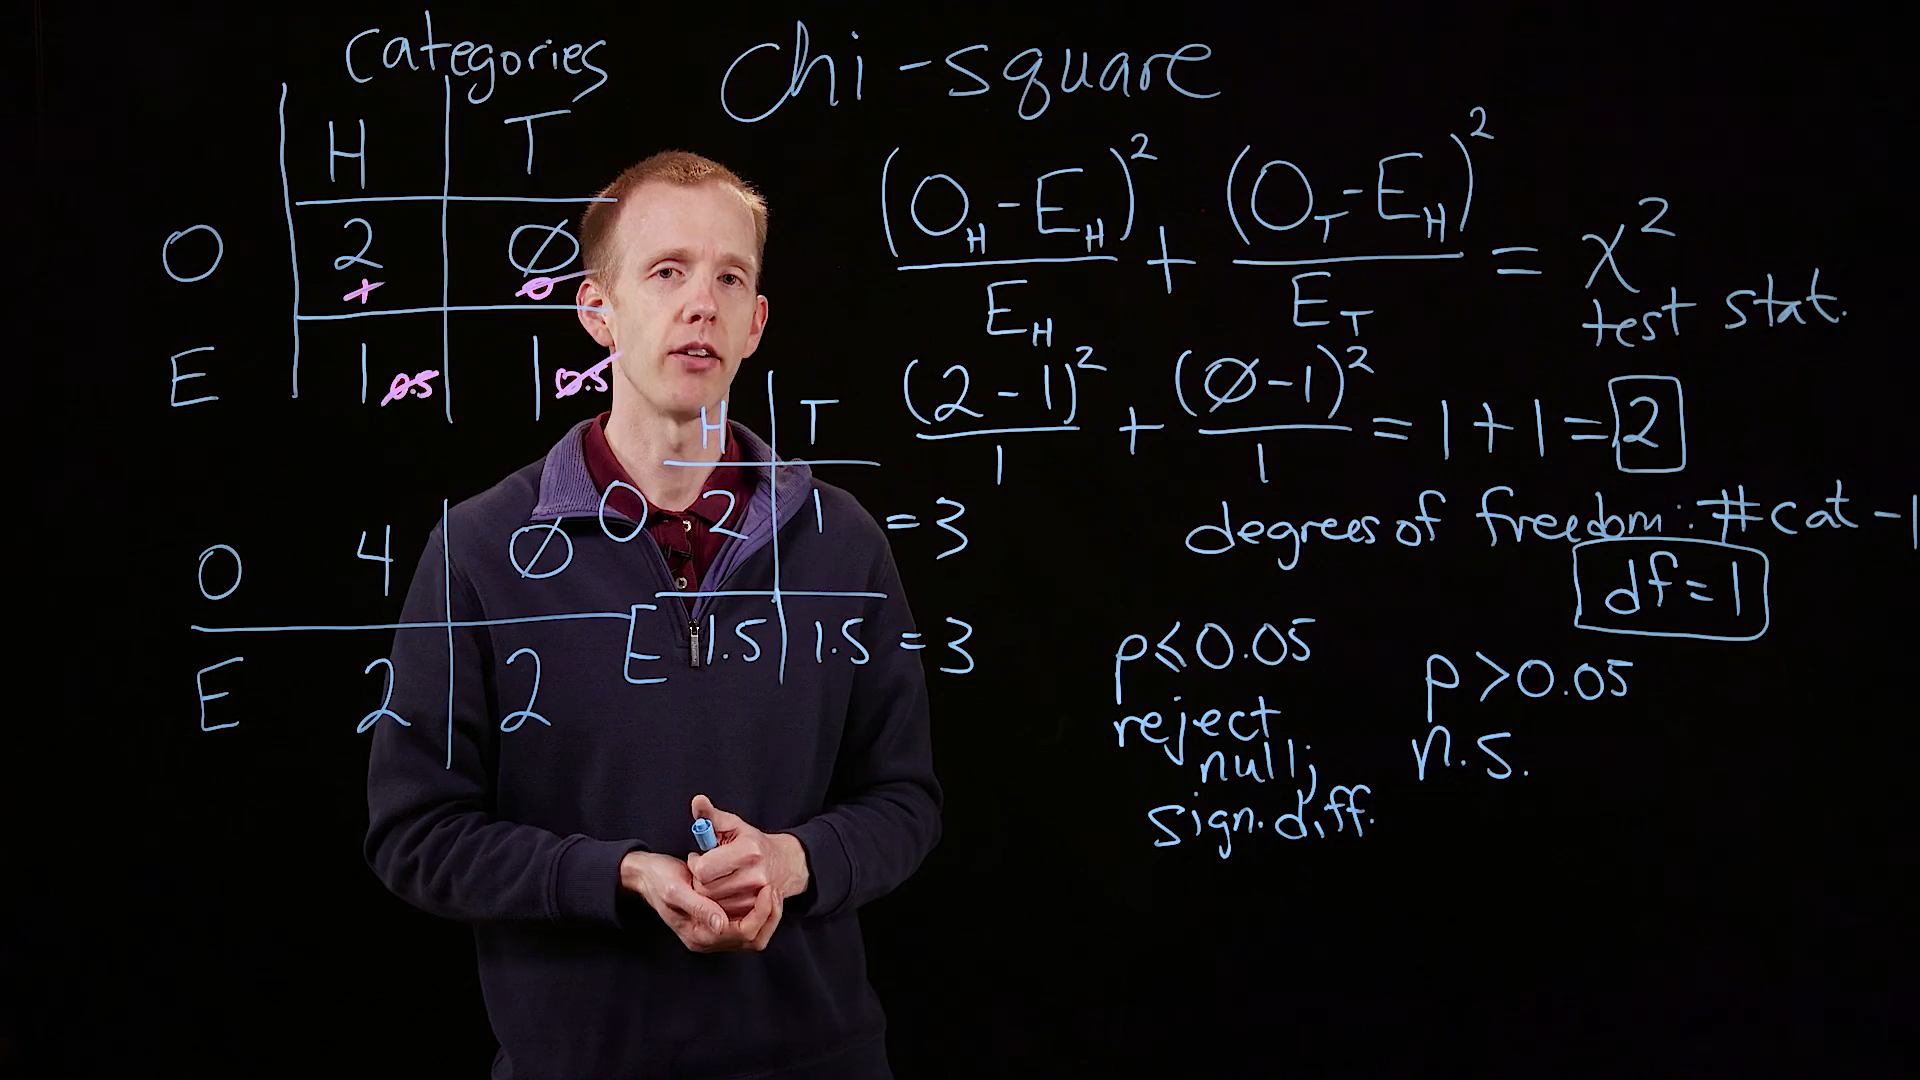 categories
chi-square
H T
O 2 Ø
+ 0
E 1 0.5 1 0.5
(O_H - E_H)² / E_H + (O_T - E_H)² / E_T = χ²
test stat.
(2 - 1)² / 1 + (Ø - 1)² / 1 = 1 + 1 = 2
degrees of freedom: #cat - 1
df = 1
H T
O 2 1 = 3
E 1.5 1.5 = 3
O 4 Ø
E 2 2
p ≤ 0.05
reject
null;
sign. diff.
p > 0.05
n.s.